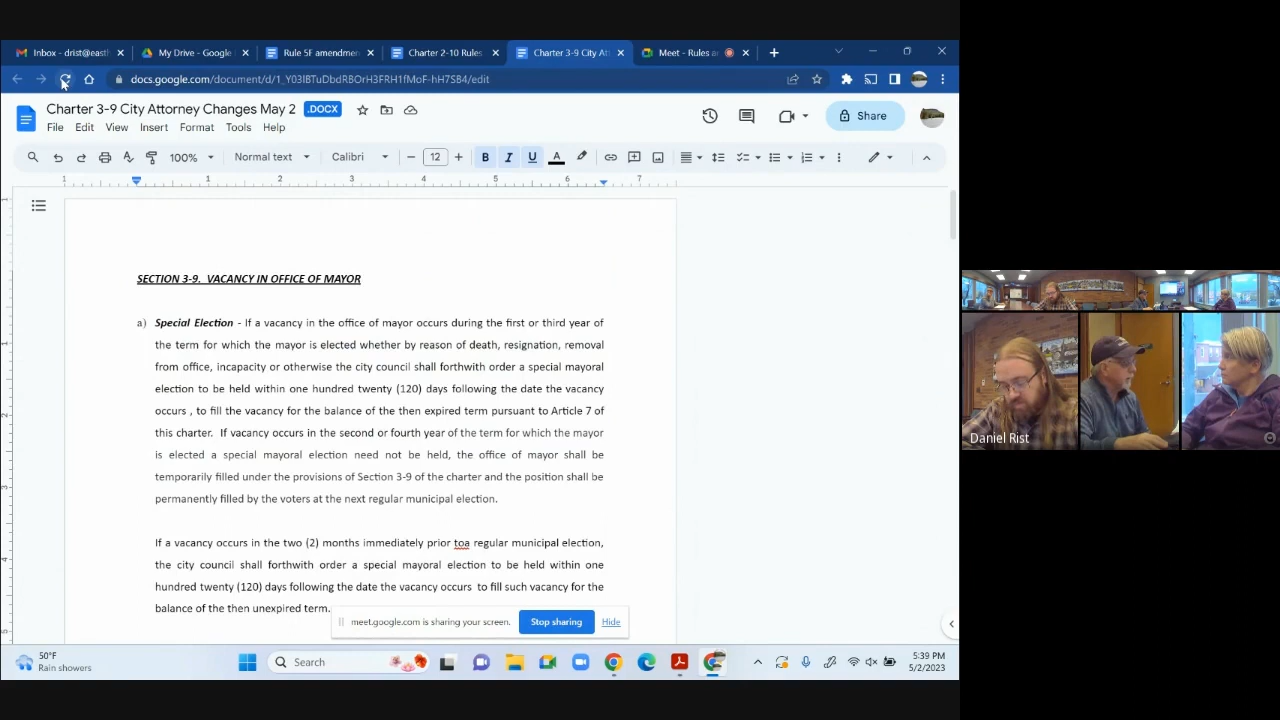 Inbox - drist@easth
My Drive - Google
Rule 5F amendmen
Charter 2-10 Rules
Charter 3-9 City At
Meet - Rules a
docs.google.com/document/d/1_Y03IBTuDbdRBOrH3FRH1fMoF-hH7SB4/edit
Charter 3-9 City Attorney Changes May 2 .DOCX
File Edit View Insert Format Tools Help
Share
100% Normal text Calibri 12 B I U A
1 1 2 3 4 5 6 7
SECTION 3-9. VACANCY IN OFFICE OF MAYOR
a) Special Election - If a vacancy in the office of mayor occurs during the first or third year of
the term for which the mayor is elected whether by reason of death, resignation, removal
from office, incapacity or otherwise the city council shall forthwith order a special mayoral
election to be held within one hundred twenty (120) days following the date the vacancy
occurs , to fill the vacancy for the balance of the then expired term pursuant to Article 7 of
this charter. If vacancy occurs in the second or fourth year of the term for which the mayor
is elected a special mayoral election need not be held, the office of mayor shall be
temporarily filled under the provisions of Section 3-9 of the charter and the position shall be
permanently filled by the voters at the next regular municipal election.
If a vacancy occurs in the two (2) months immediately prior toa regular municipal election,
the city council shall forthwith order a special mayoral election to be held within one
hundred twenty (120) days following the date the vacancy occurs to fill such vacancy for the
balance of the then unexpired term.
meet.google.com is sharing your screen. Stop sharing Hide
Daniel Rist
50°F
Rain showers
Search
5:39 PM
5/2/2023